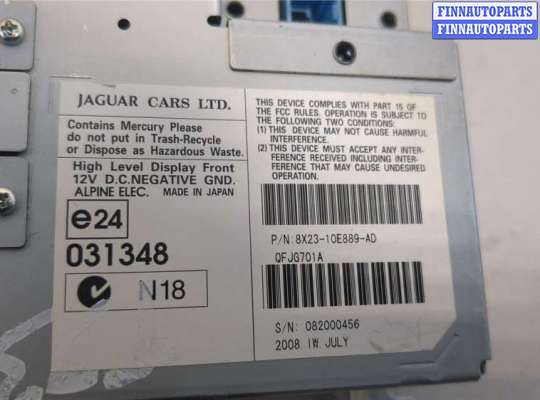 FINNAUTOPARTS
FINNAUTOPARTS
JAGUAR CARS LTD.
Contains Mercury Please
do not put in Trash-Recycle
or Dispose as Hazardous Waste.
High Level Display Front
12V D.C.NEGATIVE GND.
ALPINE ELEC. MADE IN JAPAN
e24
031348
N18
THIS DEVICE COMPLIES WITH PART 15 OF
THE FCC RULES. OPERATION IS SUBJECT TO
THE FOLLOWING TWO CONDITIONS:
(1) THIS DEVICE MAY NOT CAUSE HARMFUL
INTERFERENCE.
(2) THIS DEVICE MUST ACCEPT ANY INTER-
FERENCE RECEIVED INCLUDING INTER-
FERENCE THAT MAY CAUSE UNDESIRED
OPERATION.
P/N:8X23-10E889-AD
QFJG701A
S/N: 082000456
2008. IW. JULY